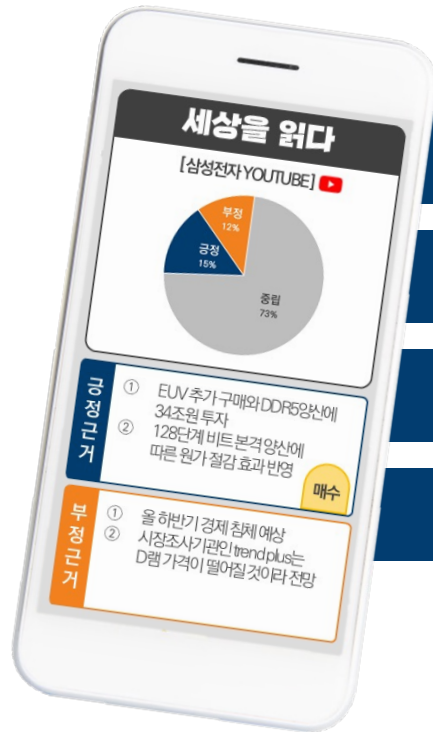 세상을 읽다
[삼성전자 YOUTUBE]
부정
12%
긍정
15%
중립
73%
긍정근거
① EUV 추가 구매와 DDR5양산에
34조원 투자
② 128단계 비트 본격 양산에
따른 원가 절감 효과 반영
매수
부정근거
① 올 하반기 경제 침체 예상
② 시장조사기관인 trend plus는
D램 가격이 떨어질 것이라 전망